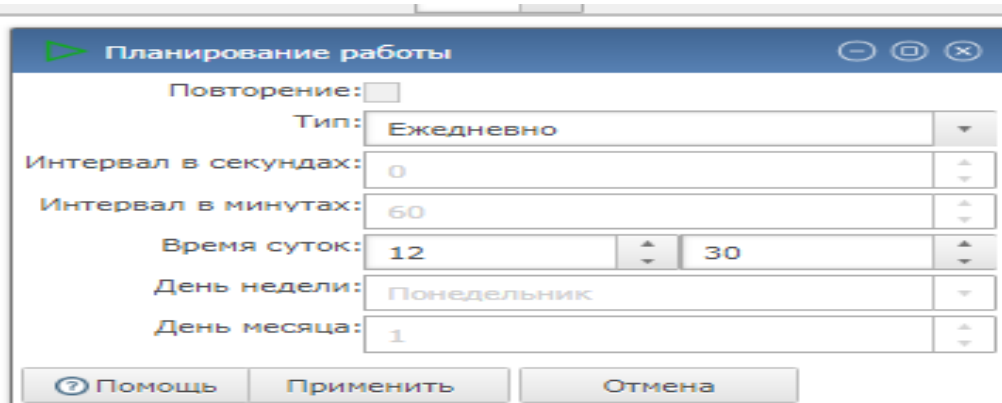 Планирование работы
Повторение:
Тип: Ежедневно
Интервал в секундах: 0
Интервал в минутах: 60
Время суток: 12 30
День недели: Понедельник
День месяца: 1
Помощь Применить Отмена